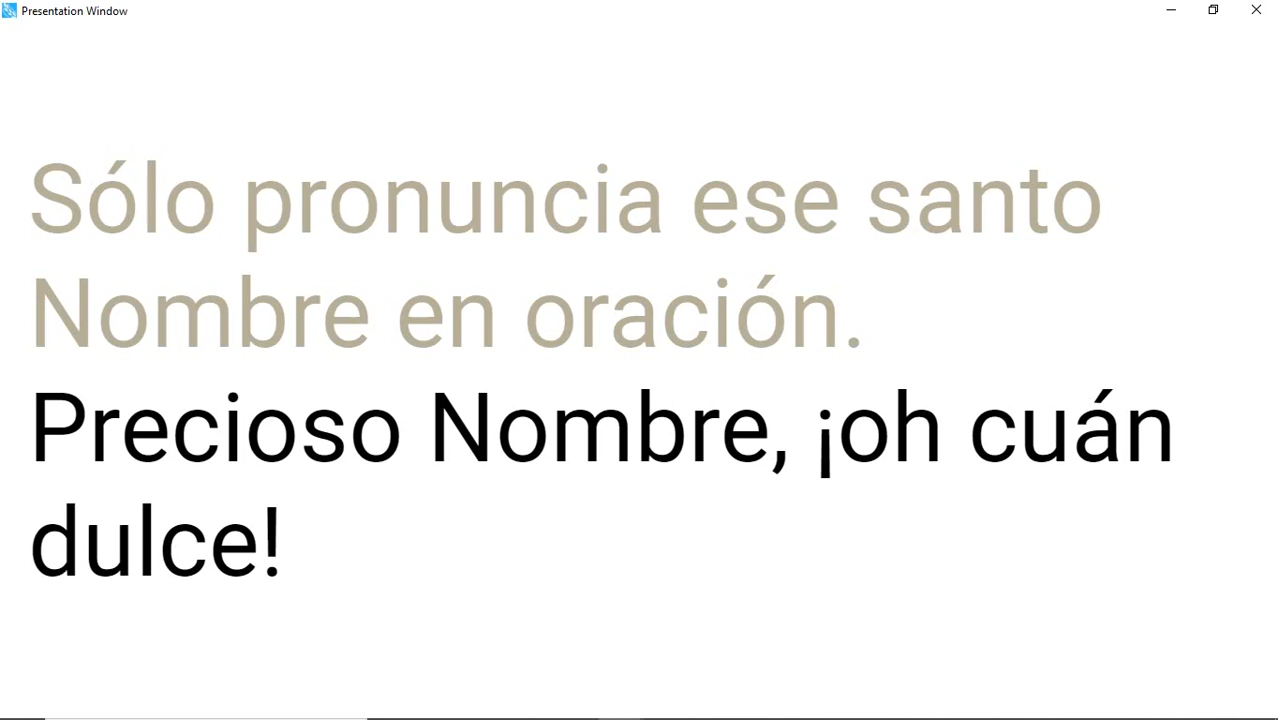 Presentation Window
Sólo pronuncia ese santo
Nombre en oración.
Precioso Nombre, ¡oh cuán
dulce!